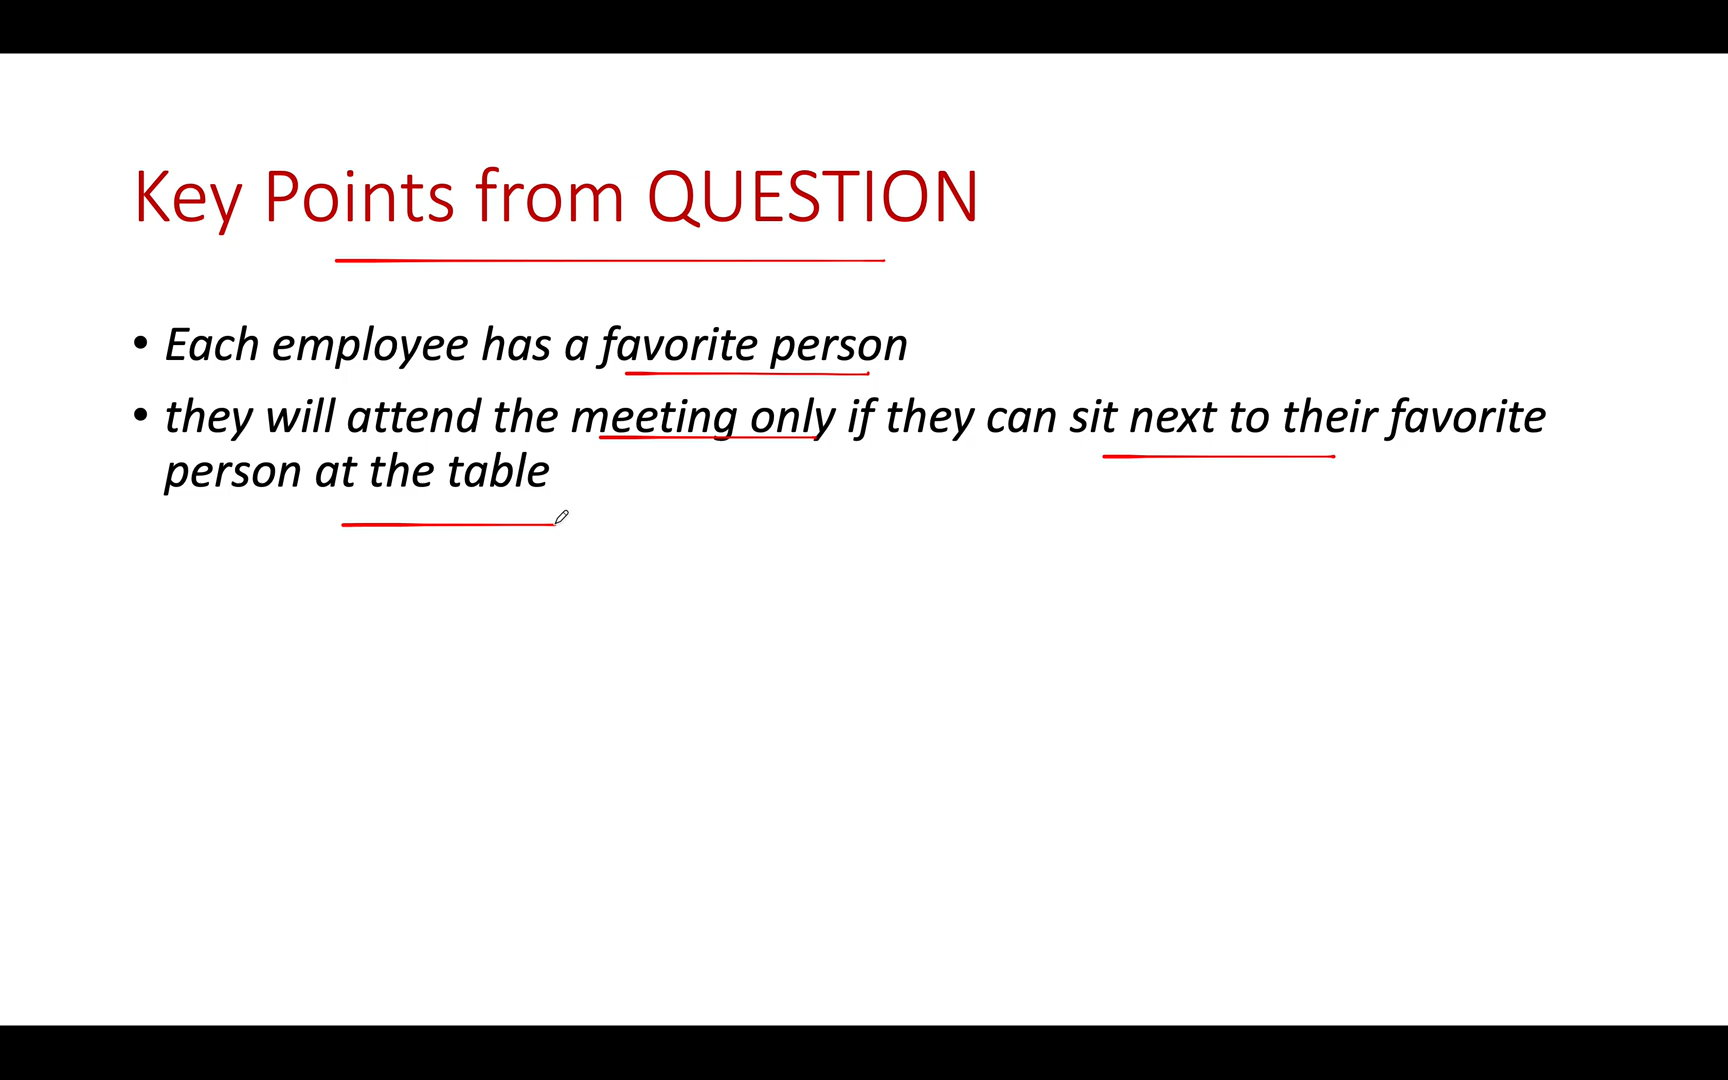 Key Points from QUESTION
• Each employee has a favorite person
• they will attend the meeting only if they can sit next to their favorite
person at the table